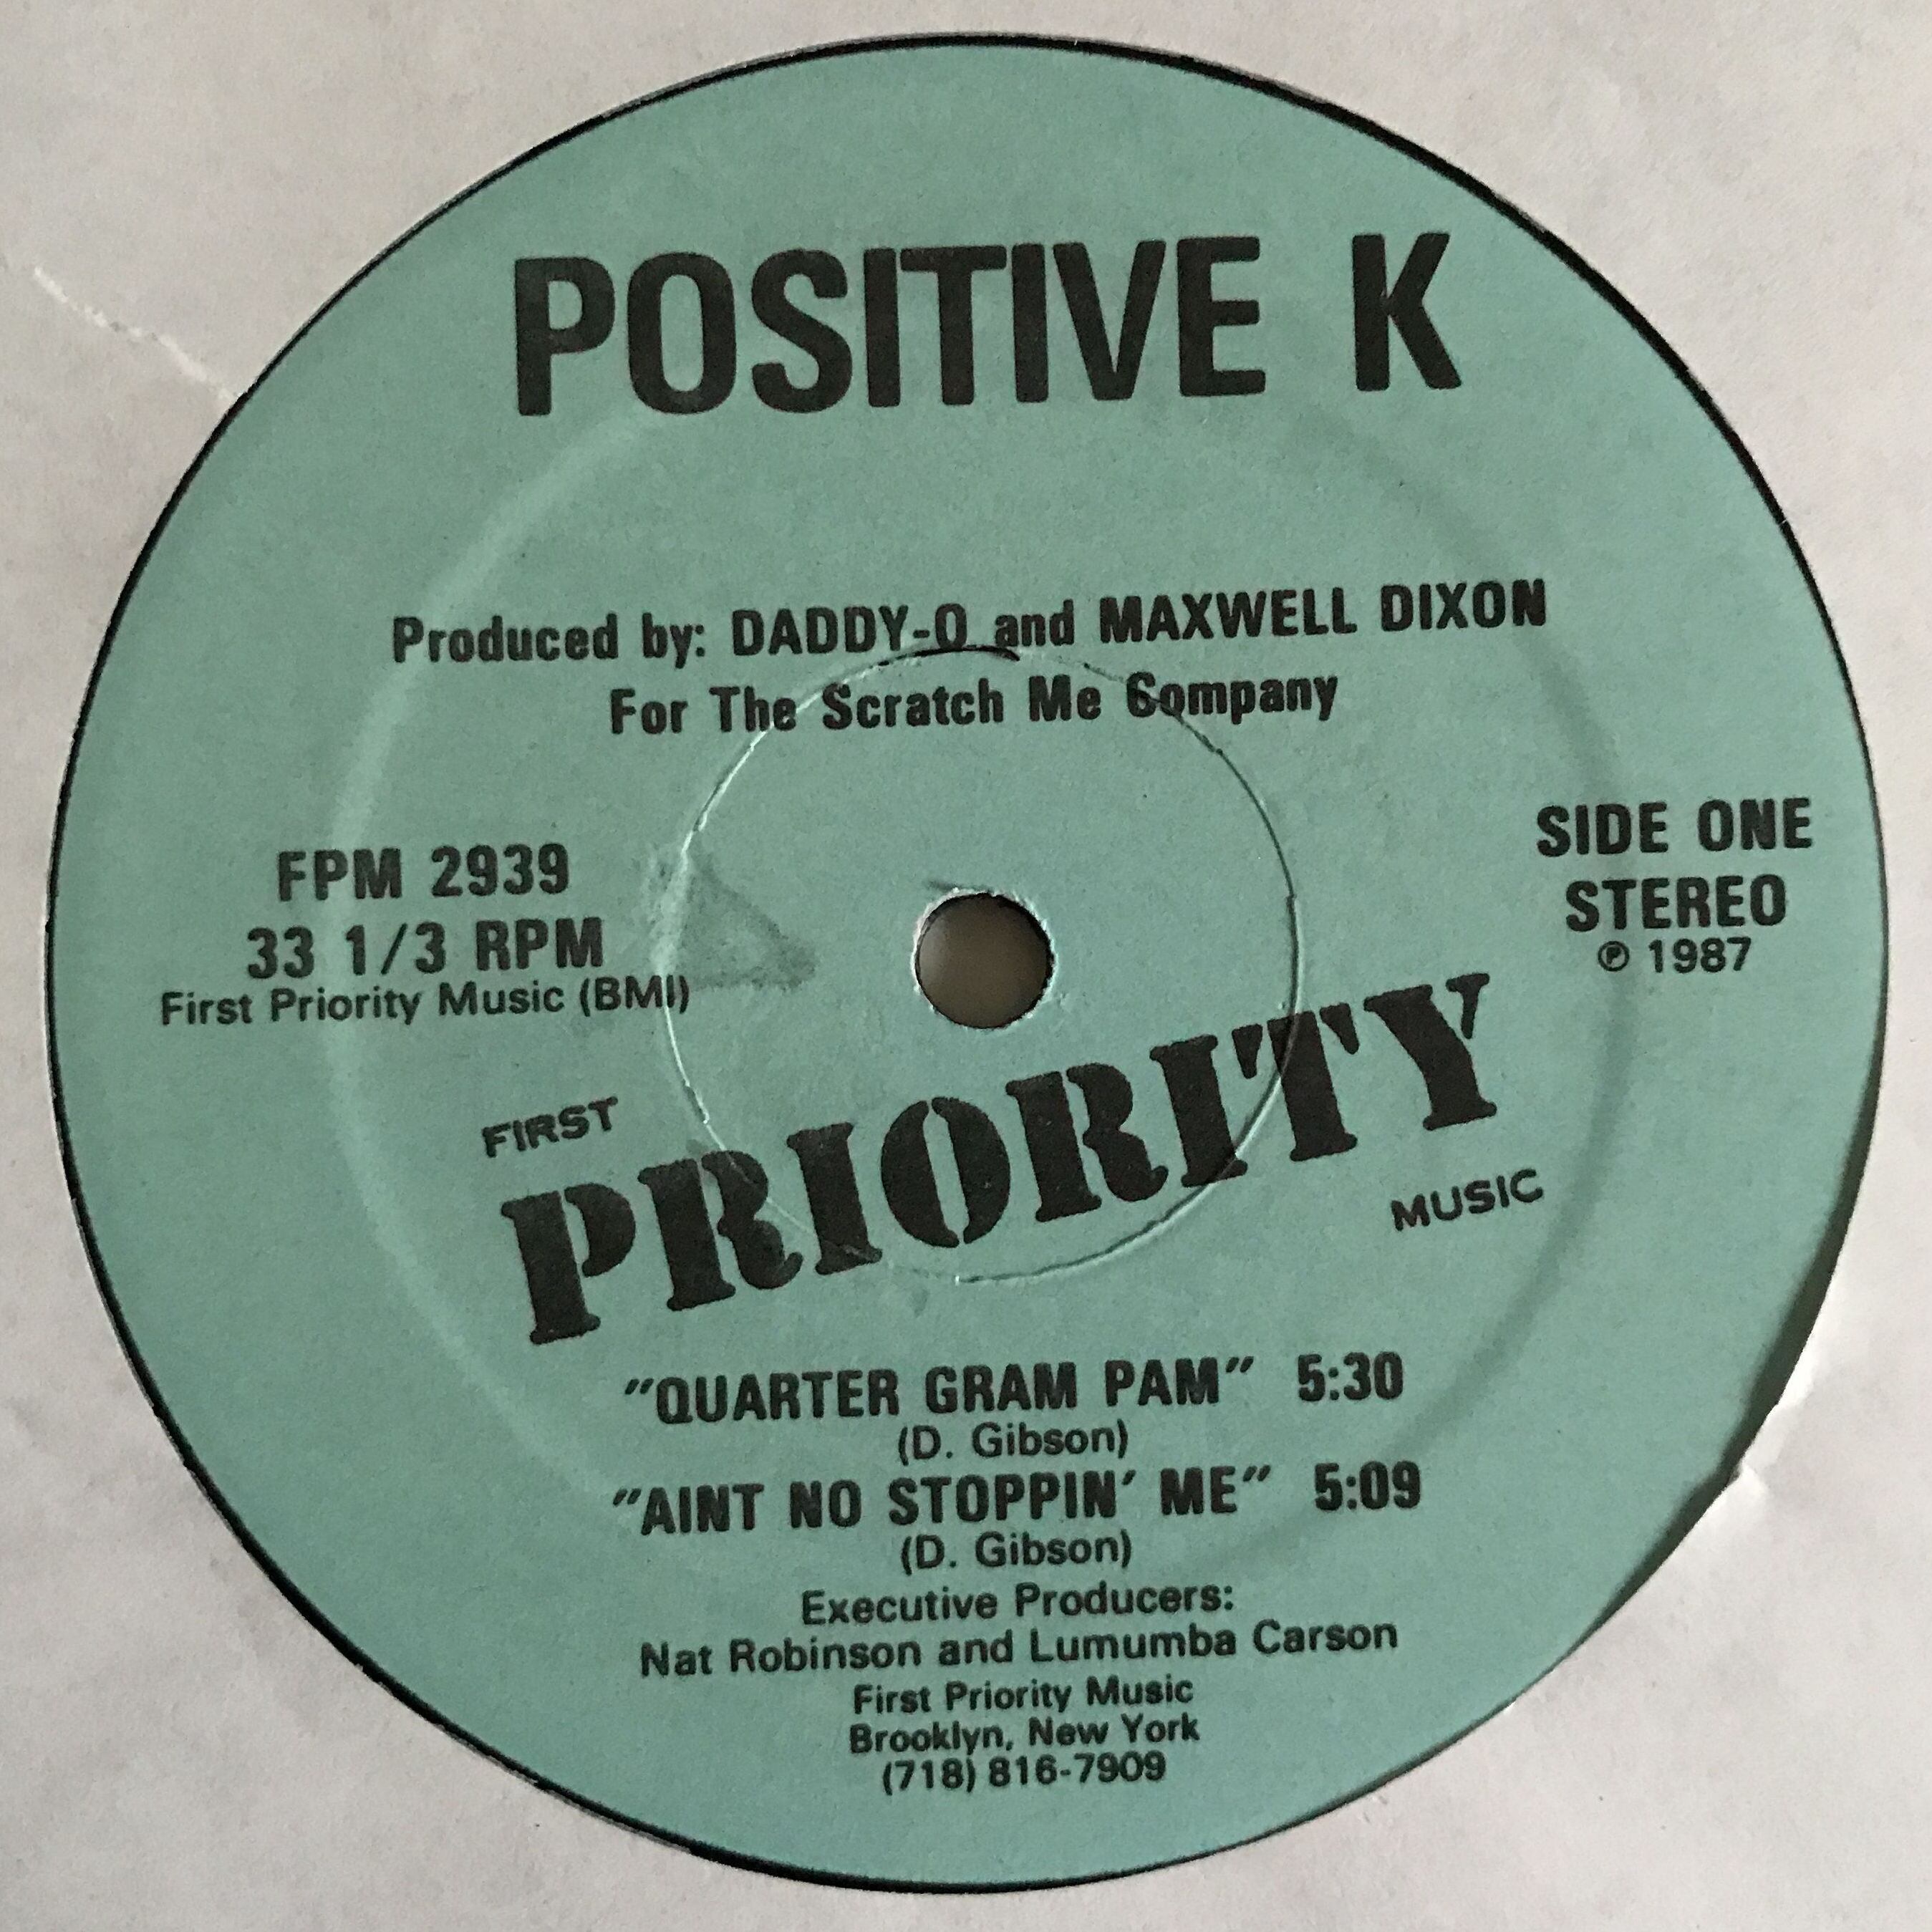 POSITIVE K
Produced by: DADDY-O and MAXWELL DIXON
For The Scratch Me Company
FPM 2939
33 1/3 RPM
First Priority Music (BMI)
SIDE ONE
STEREO
℗ 1987
FIRST
PRIORITY
MUSIC
"QUARTER GRAM PAM" 5:30
(D. Gibson)
"AINT NO STOPPIN' ME" 5:09
(D. Gibson)
Executive Producers:
Nat Robinson and Lumumba Carson
First Priority Music
Brooklyn, New York
(718) 816-7909